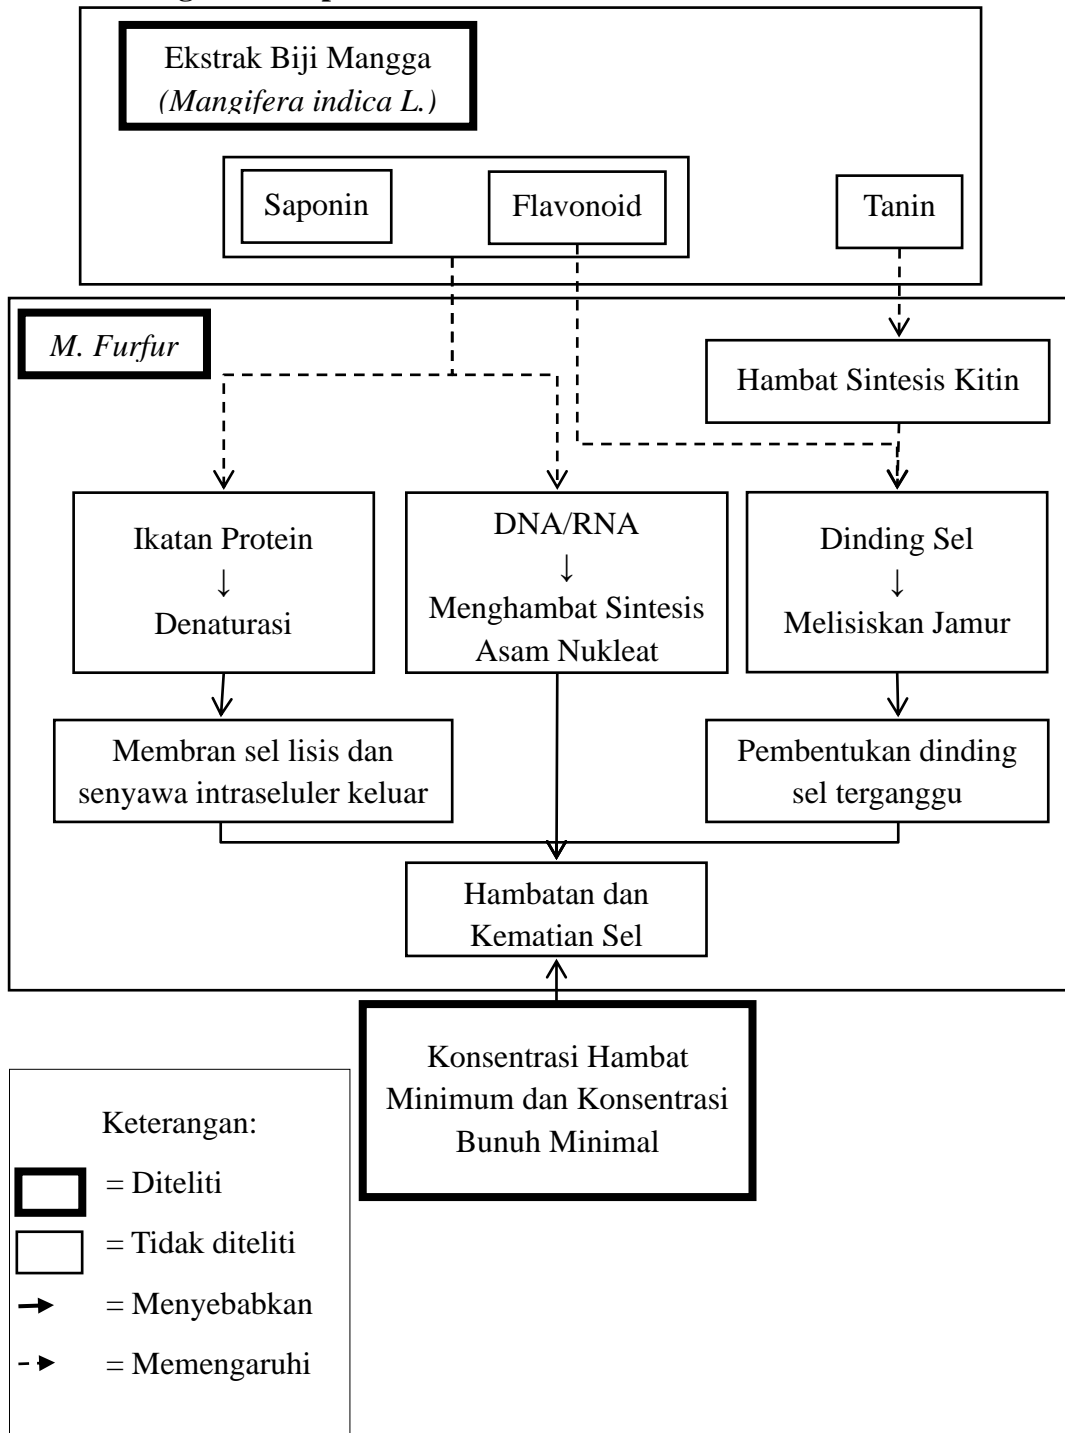 Ekstrak Biji Mangga
(Mangifera indica L.)
Saponin
Flavonoid
Tanin
M. Furfur
Hambat Sintesis Kitin
Ikatan Protein
↓
Denaturasi
DNA/RNA
↓
Menghambat Sintesis
Asam Nukleat
Dinding Sel
↓
Melisiskan Jamur
Membran sel lisis dan
senyawa intraseluler keluar
Pembentukan dinding
sel terganggu
Hambatan dan
Kematian Sel
Konsentrasi Hambat
Minimum dan Konsentrasi
Bunuh Minimal
Keterangan:
= Diteliti
= Tidak diteliti
= Menyebabkan
= Memengaruhi